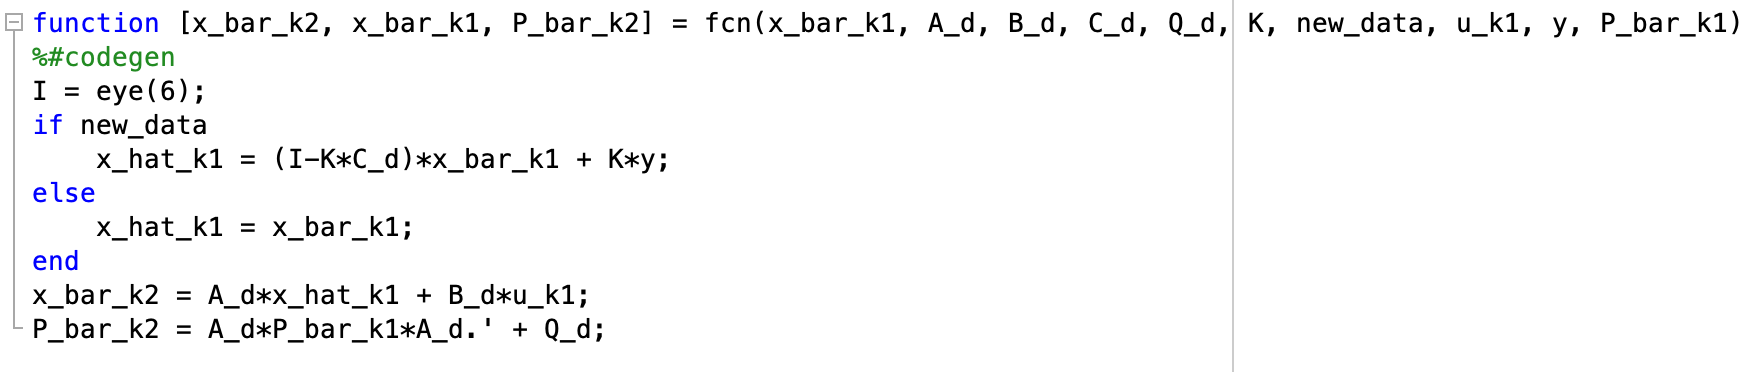 function [x_bar_k2, x_bar_k1, P_bar_k2] = fcn(x_bar_k1, A_d, B_d, C_d, Q_d, K, new_data, u_k1, y, P_bar_k1)
%#codegen
I = eye(6);
if new_data
    x_hat_k1 = (I-K*C_d)*x_bar_k1 + K*y;
else
    x_hat_k1 = x_bar_k1;
end
x_bar_k2 = A_d*x_hat_k1 + B_d*u_k1;
P_bar_k2 = A_d*P_bar_k1*A_d.' + Q_d;